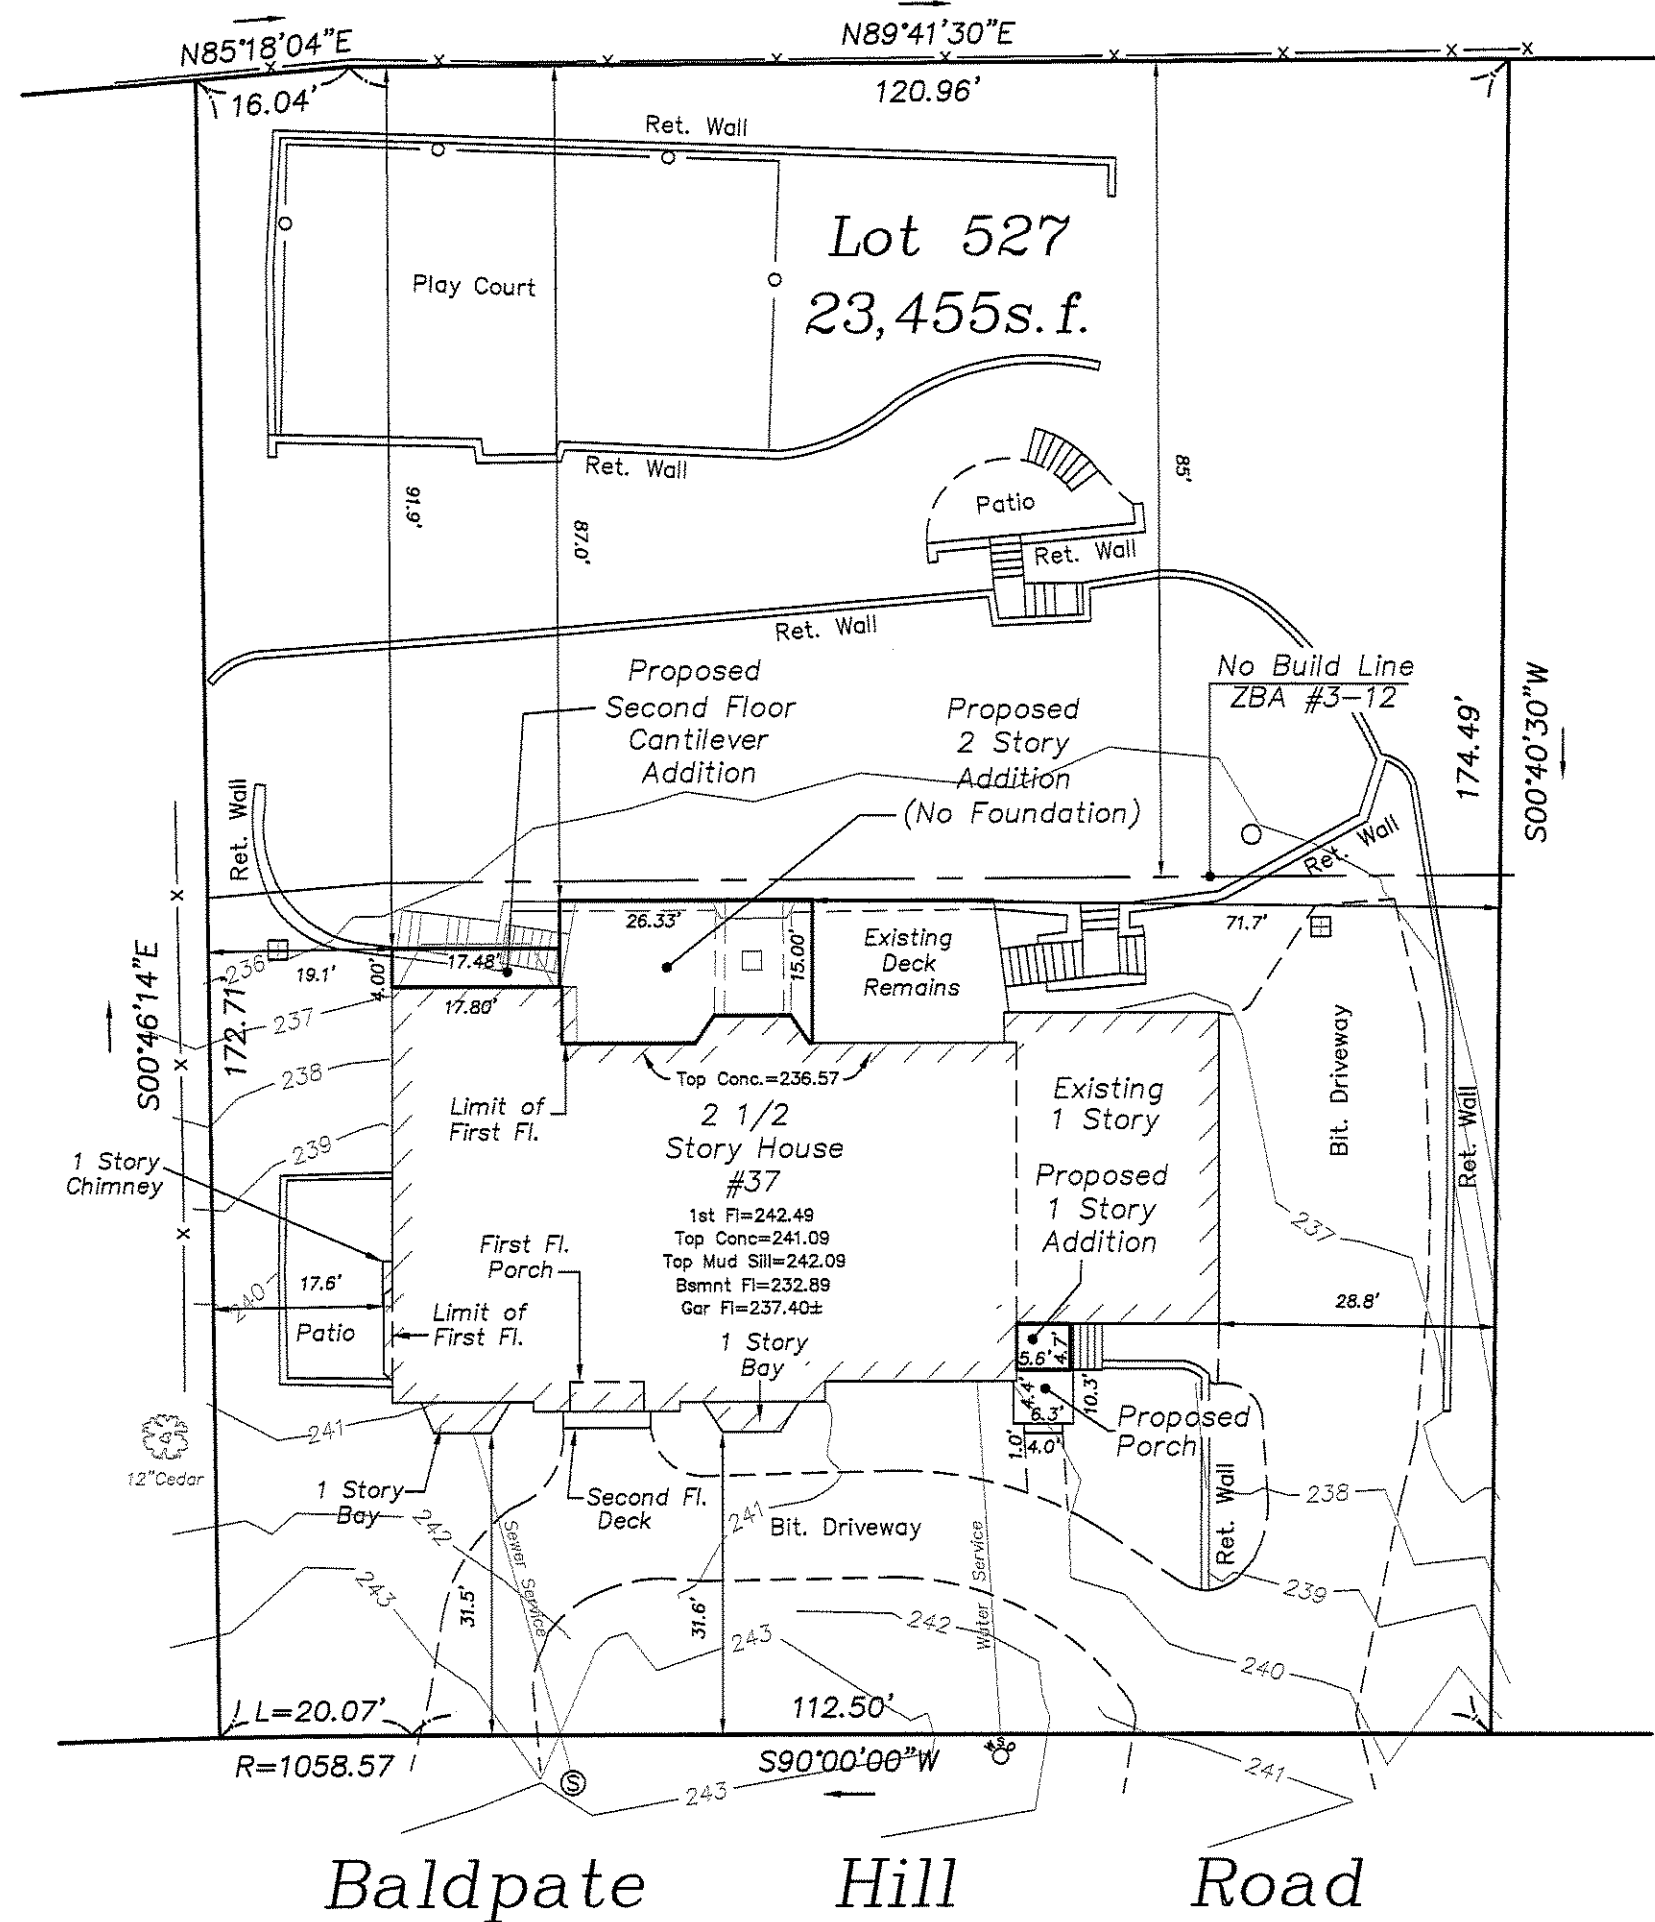 N85°18'04"E
N89°41'30"E
16.04'
120.96'
Ret. Wall
Lot 527
23,455s.f.
Play Court
Ret. Wall
85'
91.9'
87.0'
Patio
Ret. Wall
Ret. Wall
No Build Line
ZBA #3-12
Proposed
Second Floor
Cantilever
Addition
Proposed
2 Story
Addition
(No Foundation)
174.49'
S00°40'30"W
Ret. Wall
Ret. Wall
26.33'
15.00'
Existing
Deck
Remains
71.7'
236
19.1'
4.00'
17.48'
17.80'
S00°46'14"E
172.71'
237
238
239
Top Conc.=236.57
Limit of
First Fl.
2 1/2
Story House
#37
1st Fl=242.49
Top Conc=241.09
Top Mud Sill=242.09
Bsmnt Fl=232.89
Gar Fl=237.40±
Existing
1 Story
Proposed
1 Story
Addition
Bit. Driveway
Ret. Wall
1 Story
Chimney
First Fl.
Porch
237
240
17.6'
Patio
Limit of
First Fl.
1 Story
Bay
28.8'
5.6'
4.7'
4.4'
6.3'
10.3'
1.0'
4.0'
Proposed
Porch
241
12"Cedar
1 Story
Bay
242
Second Fl.
Deck
241
Bit. Driveway
Ret. Wall
238
239
243
Sewer Service
31.5'
31.6'
Water Service
243
242
240
L=20.07'
112.50'
R=1058.57
S90°00'00"W
S
WSO
243
241
Baldpate Hill Road